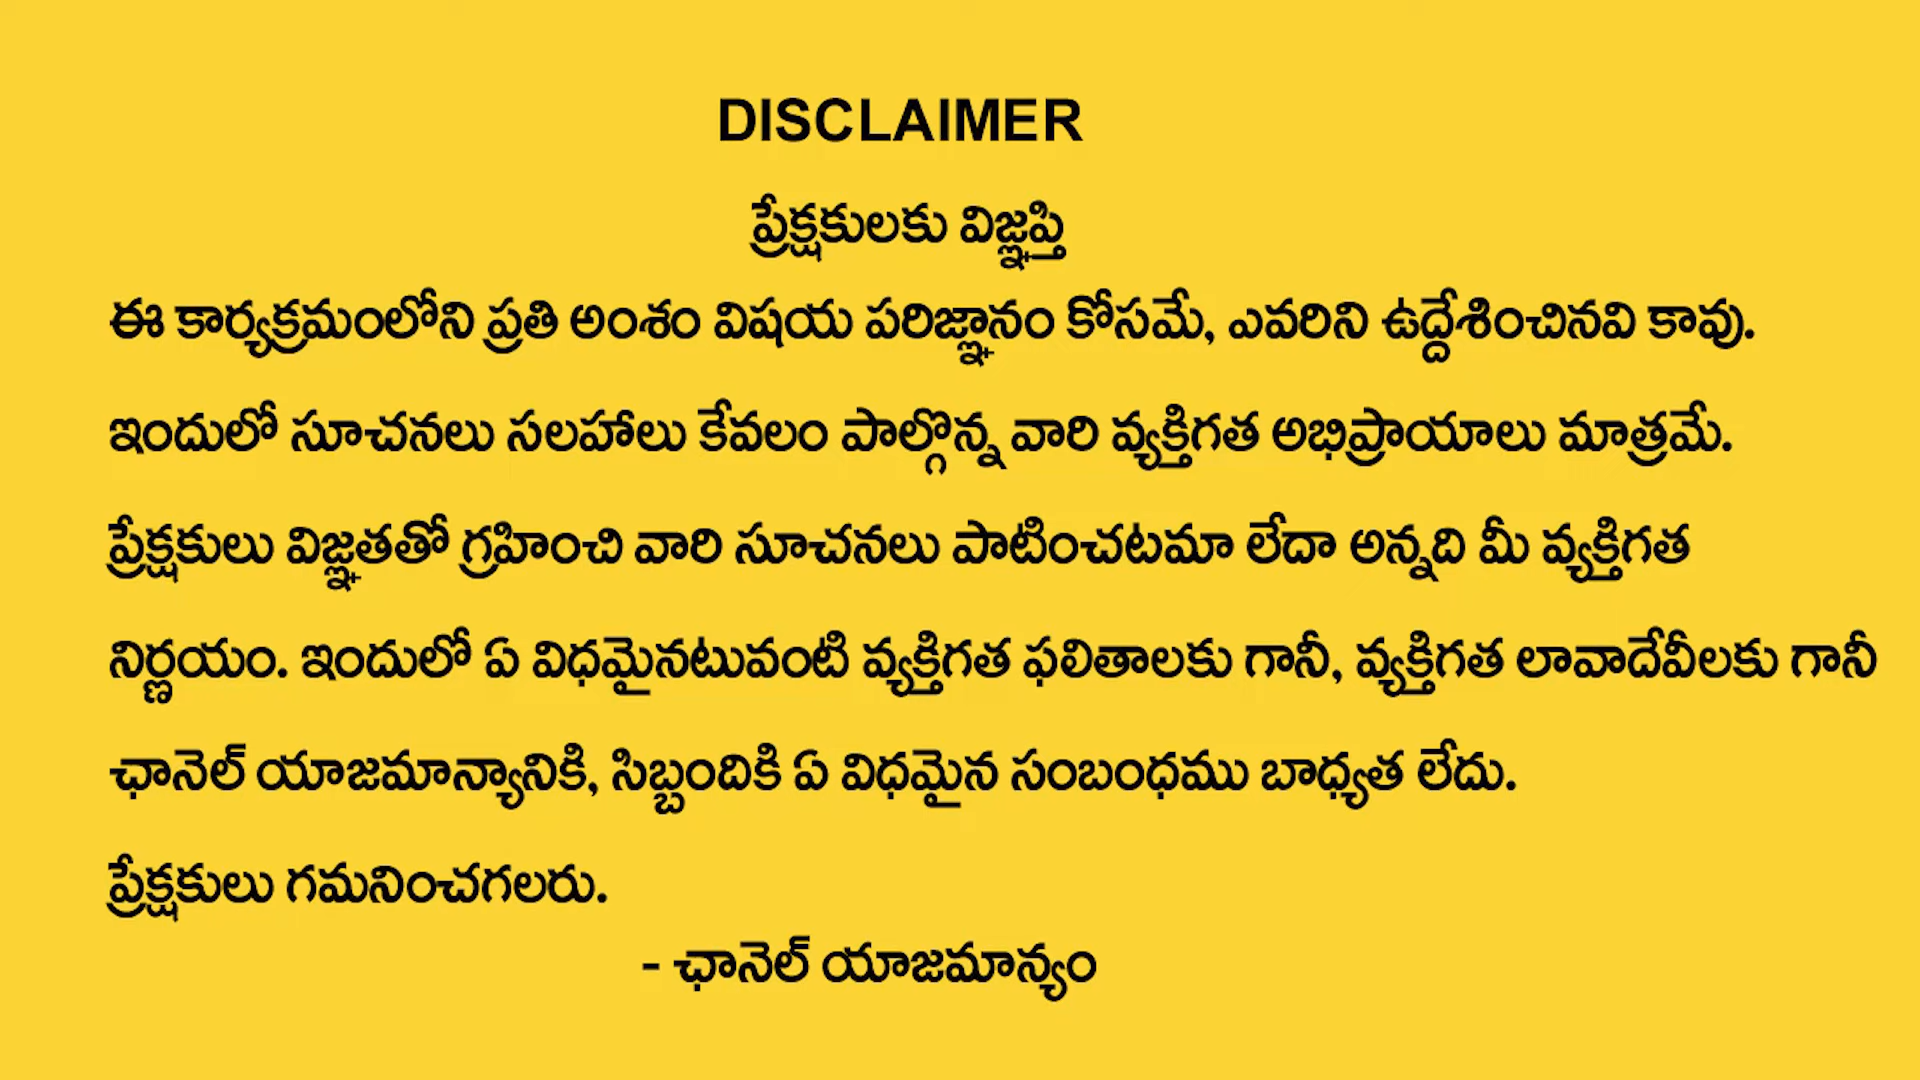 DISCLAIMER
ప్రేక్షకులకు విజ్ఞప్తి
ఈ కార్యక్రమంలోని ప్రతి అంశం విషయ పరిజ్ఞానం కోసమే, ఎవరిని ఉద్దేశించినవి కావు.
ఇందులో సూచనలు సలహాలు కేవలం పాల్గొన్న వారి వ్యక్తిగత అభిప్రాయాలు మాత్రమే.
ప్రేక్షకులు విజ్ఞతతో గ్రహించి వారి సూచనలు పాటించటమా లేదా అన్నది మీ వ్యక్తిగత
నిర్ణయం. ఇందులో ఏ విధమైనటువంటి వ్యక్తిగత ఫలితాలకు గానీ, వ్యక్తిగత లావాదేవీలకు గానీ
ఛానెల్ యాజమాన్యానికి, సిబ్బందికి ఏ విధమైన సంబంధము బాధ్యత లేదు.
ప్రేక్షకులు గమనించగలరు.
- ఛానెల్ యాజమాన్యం